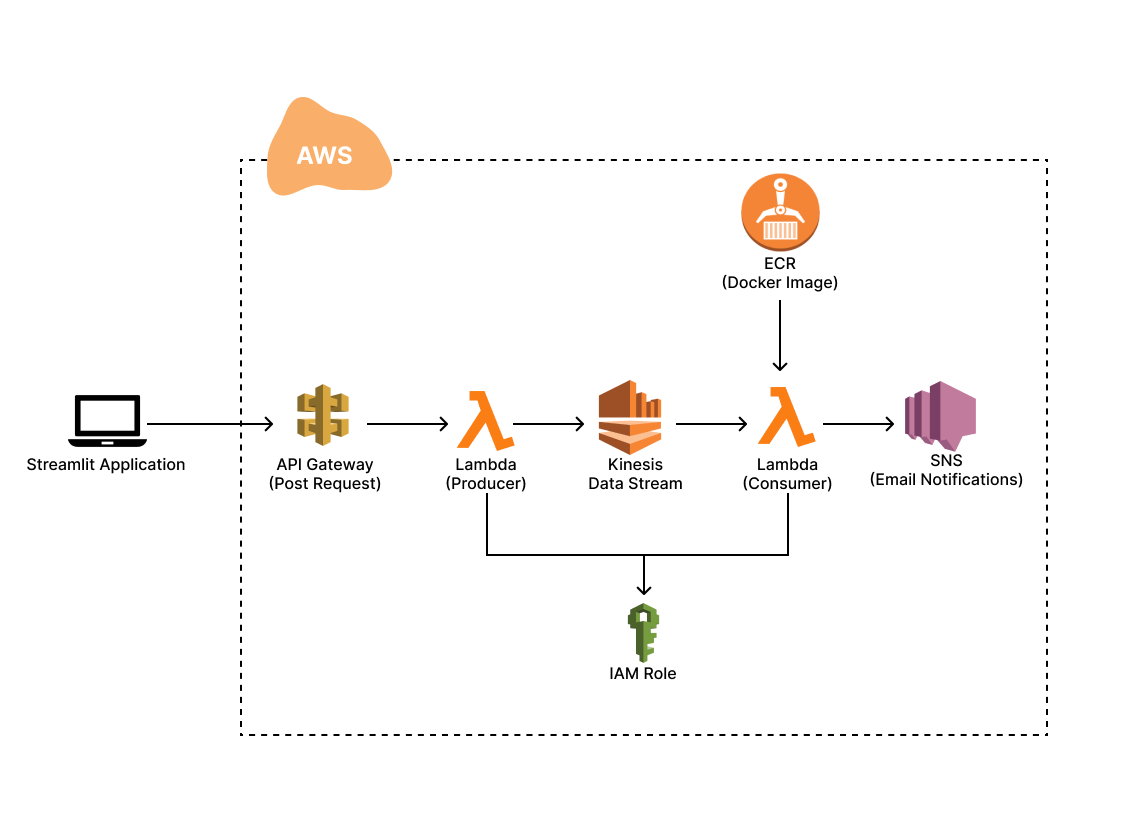 AWS
ECR
(Docker Image)
Streamlit Application
API Gateway
(Post Request)
Lambda
(Producer)
Kinesis
Data Stream
Lambda
(Consumer)
SNS
(Email Notifications)
IAM Role